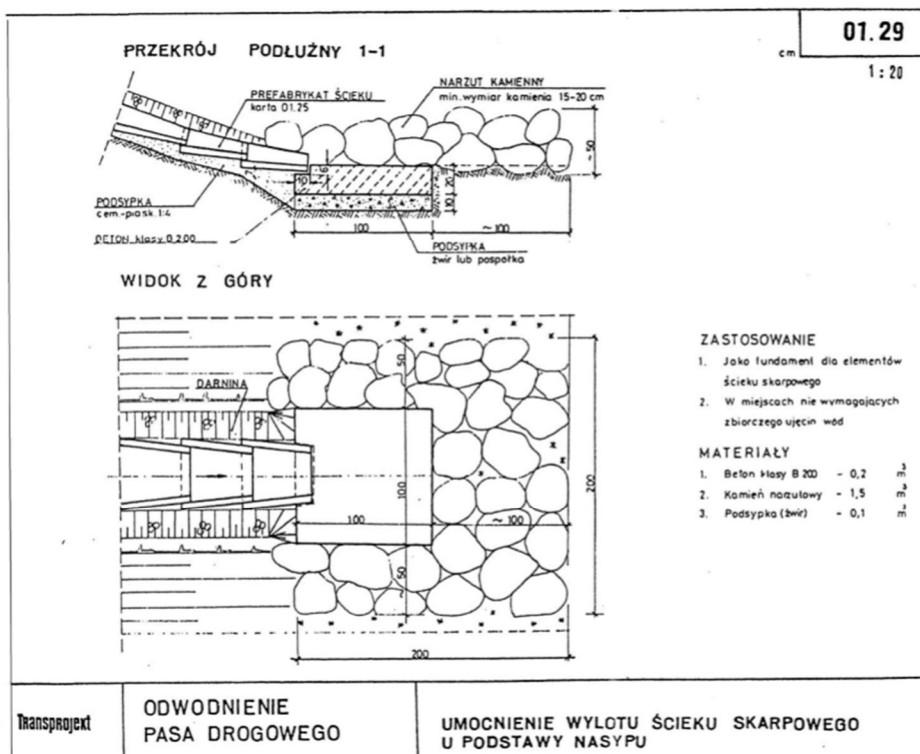 01.29
cm
1:20
PRZEKRÓJ PODŁUŻNY 1-1
PREFABRYKAT ŚCIEKU
karta 01.25
NARZUT KAMIENNY
min. wymiar kamienia 15-20 cm
~50
10
6
20
10
PODSYPKA
cem.-piask. 1:4
BETON klasy B 200
100
~100
PODSYPKA
żwir lub pospółka
WIDOK Z GÓRY
DARNINA
50
100
~50
100
~100
200
200
ZASTOSOWANIE
1. Jako fundament dla elementów
ścieku skarpowego
2. W miejscach nie wymagających
zbiorczego ujęcin wód
MATERIAŁY
1. Beton klasy B 200 - 0,2 m³
2. Kamień narzutowy - 1,5 m³
3. Podsypka (żwir) - 0,1 m³
Transprojekt
ODWODNIENIE
PASA DROGOWEGO
UMOCNIENIE WYLOTU ŚCIEKU SKARPOWEGO
U PODSTAWY NASYPU